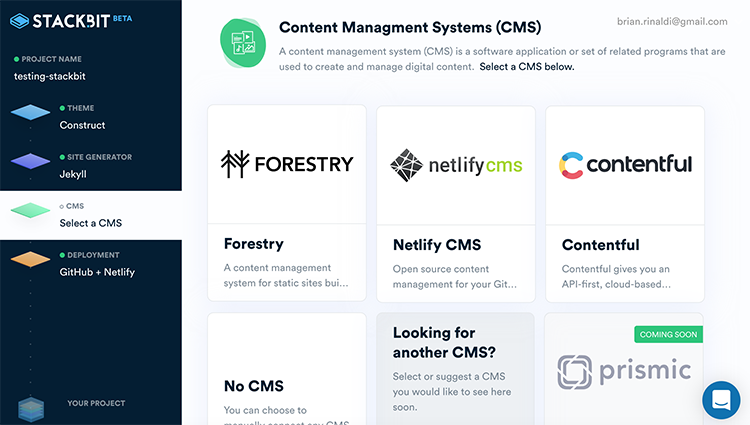 STACKBIT BETA
PROJECT NAME
testing-stackbit
THEME
Construct
SITE GENERATOR
Jekyll
CMS
Select a CMS
DEPLOYMENT
GitHub + Netlify
YOUR PROJECT
brian.rinaldi@gmail.com
Content Managment Systems (CMS)
A content management system (CMS) is a software application or set of related programs that are
used to create and manage digital content. Select a CMS below.
FORESTRY
Forestry
A content management
system for static sites bui...
netlifycms
Netlify CMS
Open source content
management for your Git...
contentful
Contentful
Contentful gives you an
API-first, cloud-based...
No CMS
You can choose to
manually connect any CMS
Looking for
another CMS?
Select or suggest a CMS
you would like to see here
soon.
COMING SOON
prismic